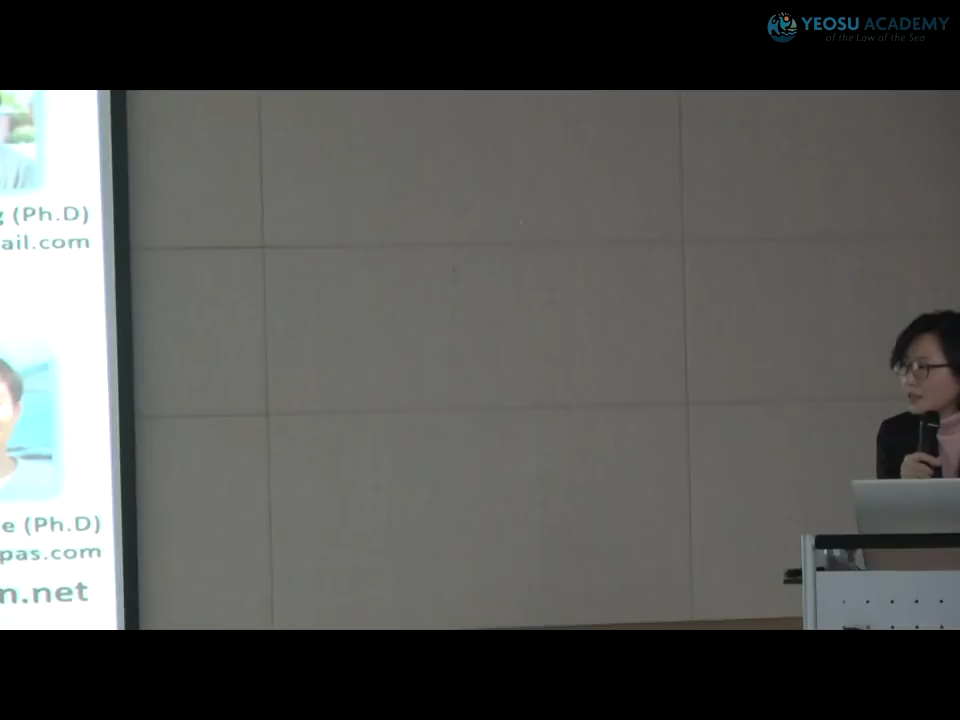 YEOSU ACADEMY
of the Law of the Sea
(Ph.D)
ail.com
e (Ph.D)
pas.com
n.net